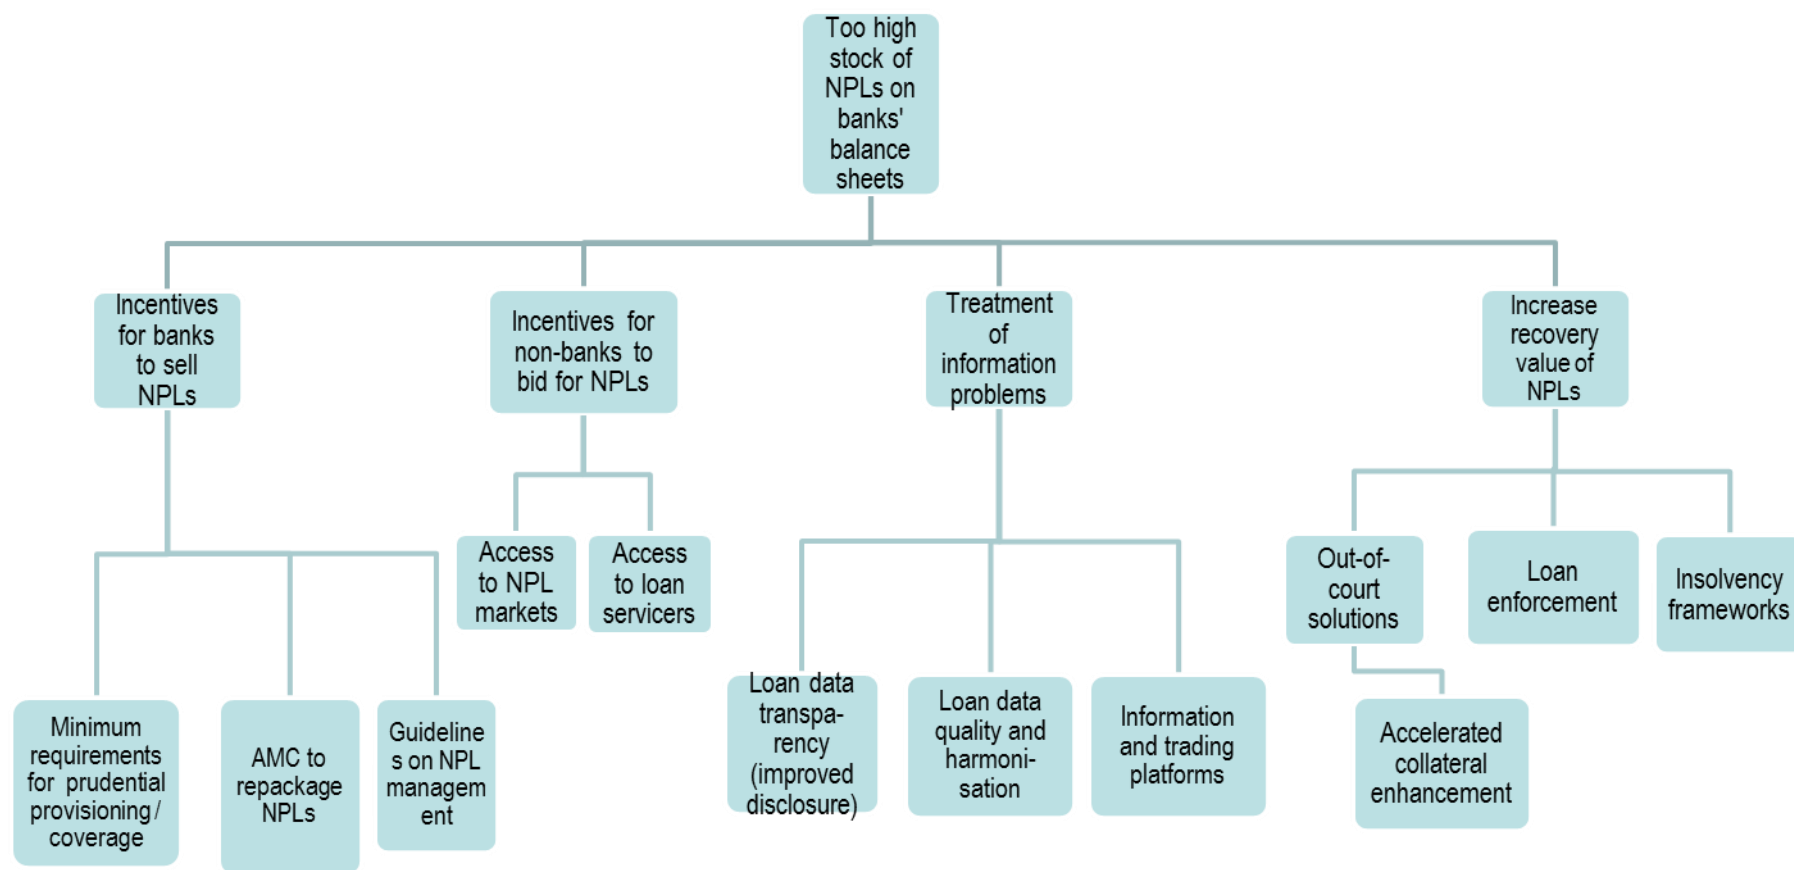 Too high
stock of
NPLs on
banks'
balance
sheets
Incentives
for banks
to sell
NPLs
Incentives for
non-banks to
bid for NPLs
Treatment
of
information
problems
Increase
recovery
value of
NPLs
Access
to NPL
markets
Access
to loan
servicers
Out-of-
court
solutions
Loan
enforcement
Insolvency
frameworks
Minimum
requirements
for prudential
provisioning/
coverage
AMC to
repackage
NPLs
Guideline
s on NPL
managem
ent
Loan data
transpa-
rency
(improved
disclosure)
Loan data
quality and
harmoni-
sation
Information
and trading
platforms
Accelerated
collateral
enhancement